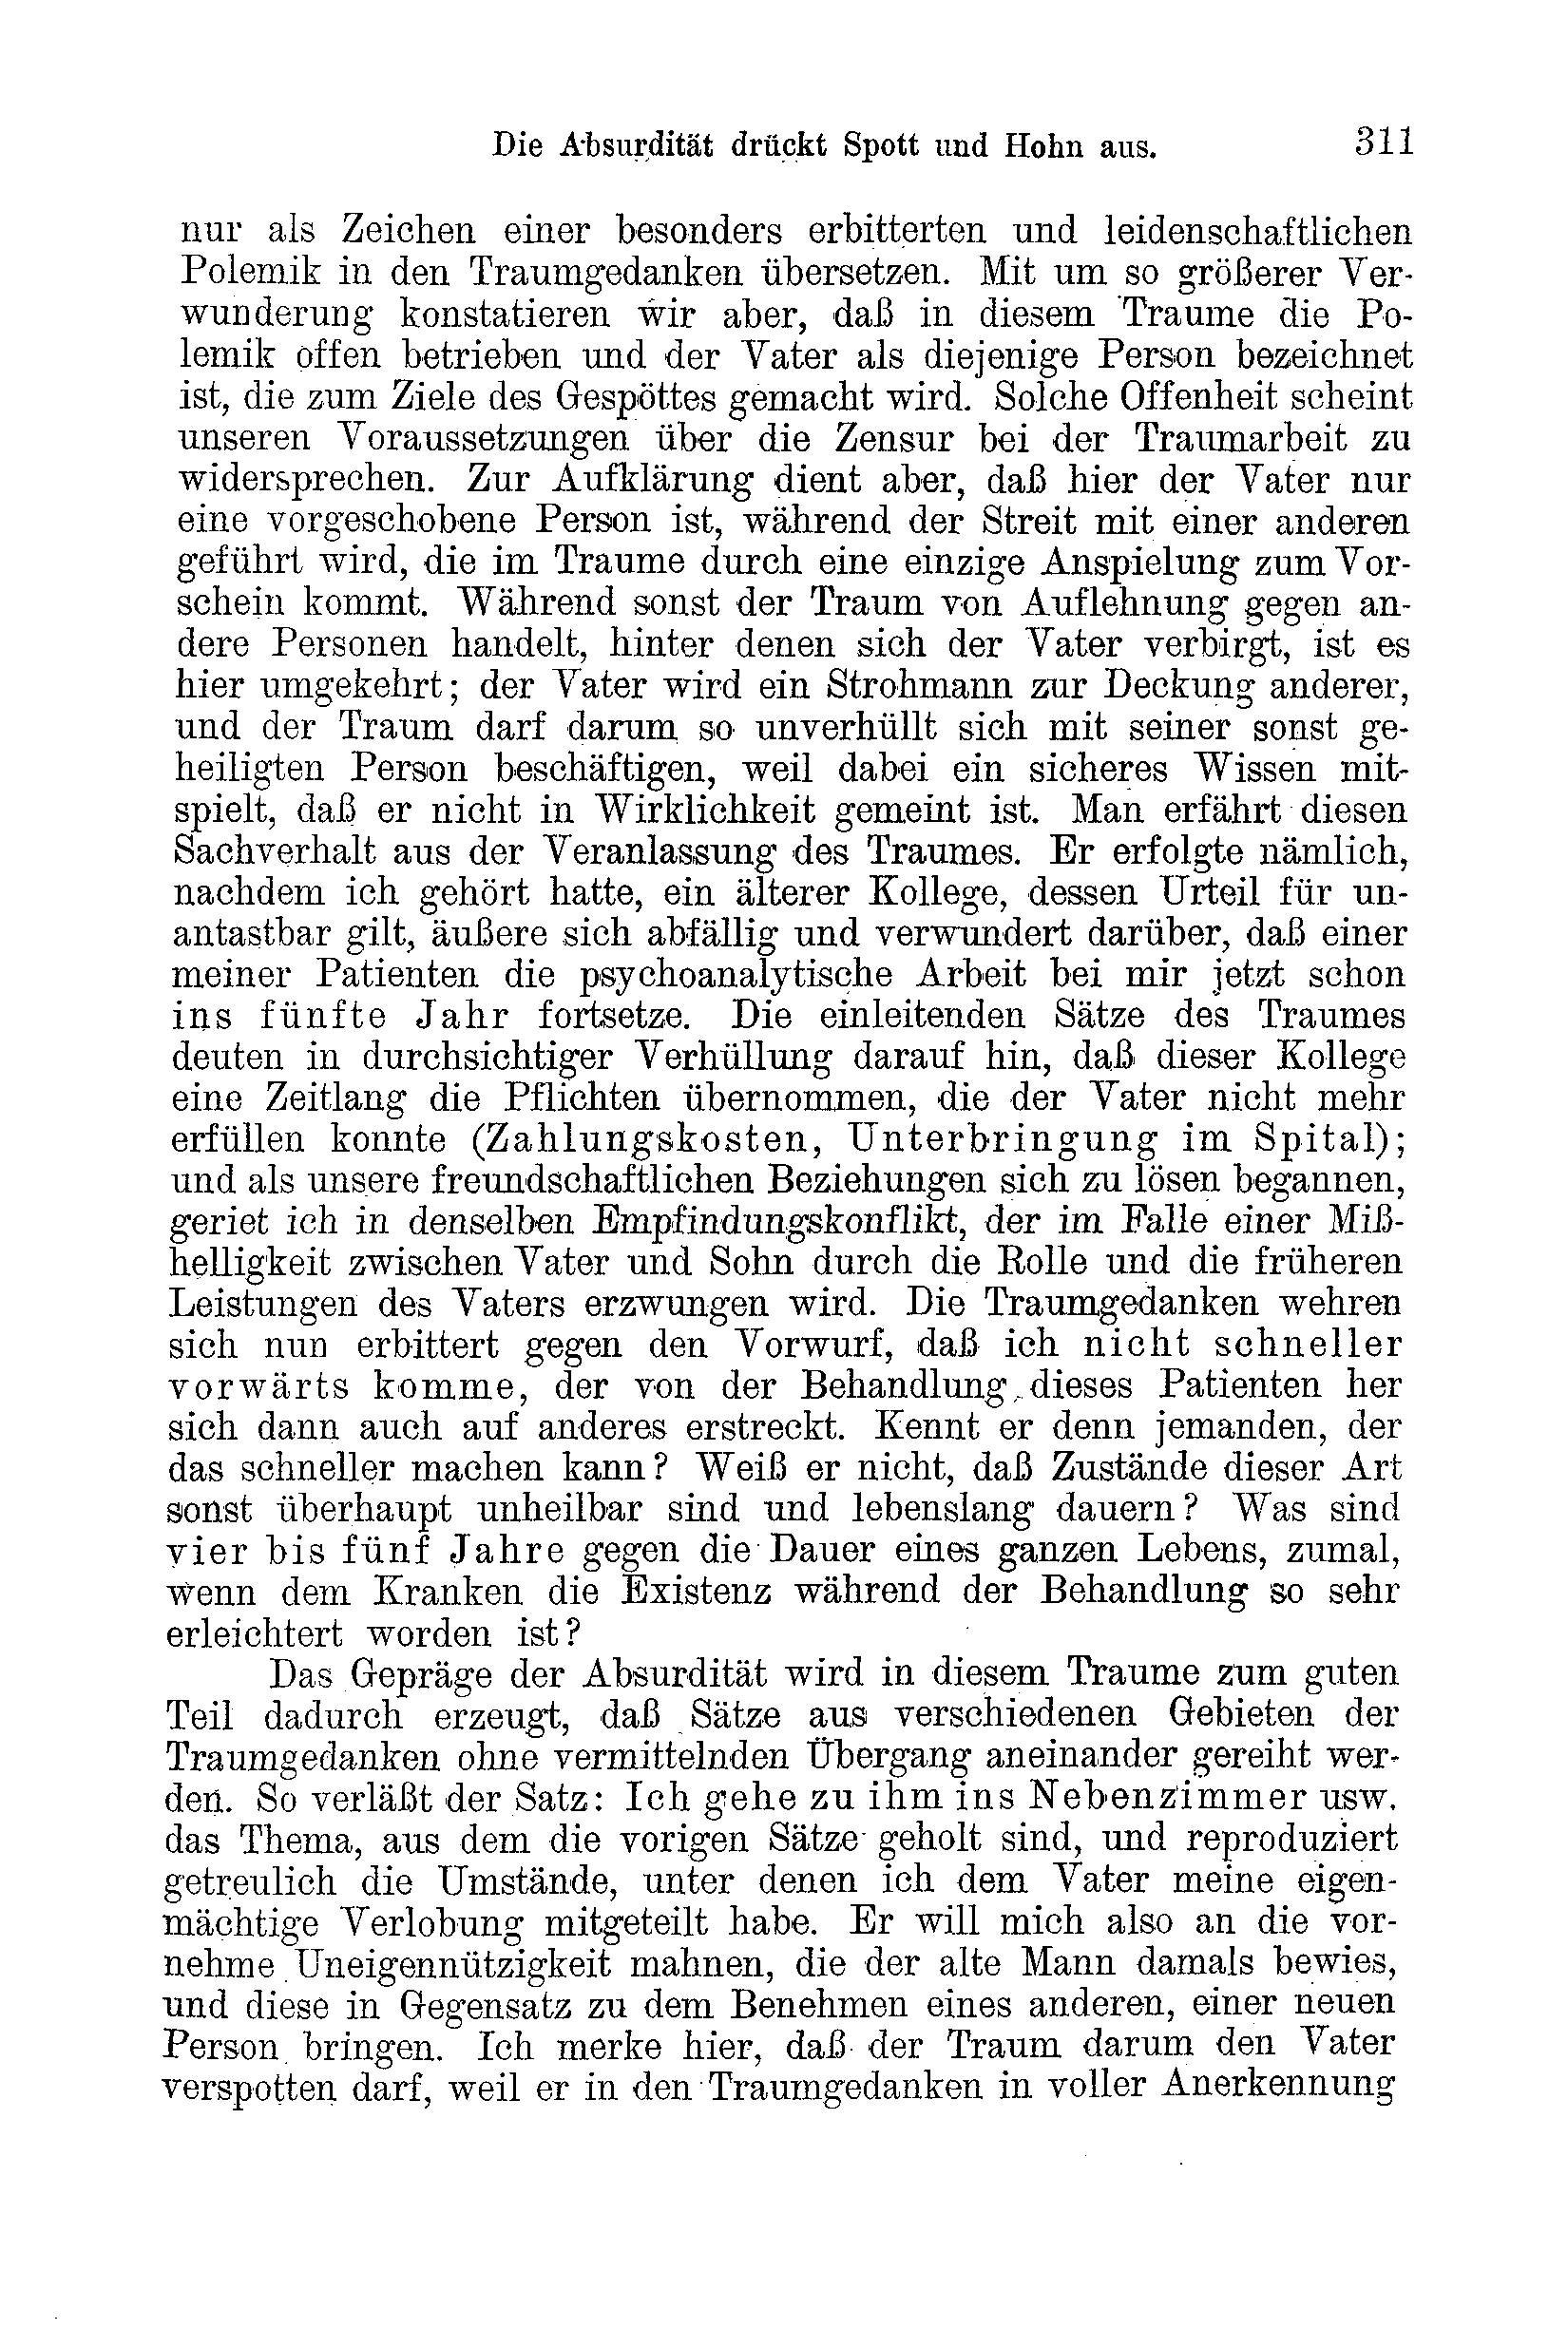 Die Absurdität drückt Spott und Hohn aus. 311
nur als Zeichen einer besonders erbitterten und leidenschaftlichen
Polemik in den Traumgedanken übersetzen. Mit um so größerer Ver-
wunderung konstatieren wir aber, daß in diesem Traume die Po-
lemik offen betrieben und der Vater als diejenige Person bezeichnet
ist, die zum Ziele des Gespöttes gemacht wird. Solche Offenheit scheint
unseren Voraussetzungen über die Zensur bei der Traumarbeit zu
widersprechen. Zur Aufklärung dient aber, daß hier der Vater nur
eine vorgeschobene Person ist, während der Streit mit einer anderen
geführt wird, die im Traume durch eine einzige Anspielung zum Vor-
schein kommt. Während sonst der Traum von Auflehnung gegen an-
dere Personen handelt, hinter denen sich der Vater verbirgt, ist es
hier umgekehrt; der Vater wird ein Strohmann zur Deckung anderer,
und der Traum darf darum so unverhüllt sich mit seiner sonst ge-
heiligten Person beschäftigen, weil dabei ein sicheres Wissen mit-
spielt, daß er nicht in Wirklichkeit gemeint ist. Man erfährt diesen
Sachverhalt aus der Veranlassung des Traumes. Er erfolgte nämlich,
nachdem ich gehört hatte, ein älterer Kollege, dessen Urteil für un-
antastbar gilt, äußere sich abfällig und verwundert darüber, daß einer
meiner Patienten die psychoanalytische Arbeit bei mir jetzt schon
ins fünfte Jahr fortsetze. Die einleitenden Sätze des Traumes
deuten in durchsichtiger Verhüllung darauf hin, daß dieser Kollege
eine Zeitlang die Pflichten übernommen, die der Vater nicht mehr
erfüllen konnte (Zahlungskosten, Unterbringung im Spital);
und als unsere freundschaftlichen Beziehungen sich zu lösen begannen,
geriet ich in denselben Empfindungskonflikt, der im Falle einer Miß-
helligkeit zwischen Vater und Sohn durch die Rolle und die früheren
Leistungen des Vaters erzwungen wird. Die Traumgedanken wehren
sich nun erbittert gegen den Vorwurf, daß ich nicht schneller
vorwärts komme, der von der Behandlung dieses Patienten her
sich dann auch auf anderes erstreckt. Kennt er denn jemanden, der
das schneller machen kann? Weiß er nicht, daß Zustände dieser Art
sonst überhaupt unheilbar sind und lebenslang dauern? Was sind
vier bis fünf Jahre gegen die Dauer eines ganzen Lebens, zumal,
wenn dem Kranken die Existenz während der Behandlung so sehr
erleichtert worden ist?
Das Gepräge der Absurdität wird in diesem Traume zum guten
Teil dadurch erzeugt, daß Sätze aus verschiedenen Gebieten der
Traumgedanken ohne vermittelnden Übergang aneinander gereiht wer-
den. So verläßt der Satz: Ich gehe zu ihm ins Nebenzimmer usw.
das Thema, aus dem die vorigen Sätze geholt sind, und reproduziert
getreulich die Umstände, unter denen ich dem Vater meine eigen-
mächtige Verlobung mitgeteilt habe. Er will mich also an die vor-
nehme Uneigennützigkeit mahnen, die der alte Mann damals bewies,
und diese in Gegensatz zu dem Benehmen eines anderen, einer neuen
Person bringen. Ich merke hier, daß der Traum darum den Vater
verspotten darf, weil er in den Traumgedanken in voller Anerkennung